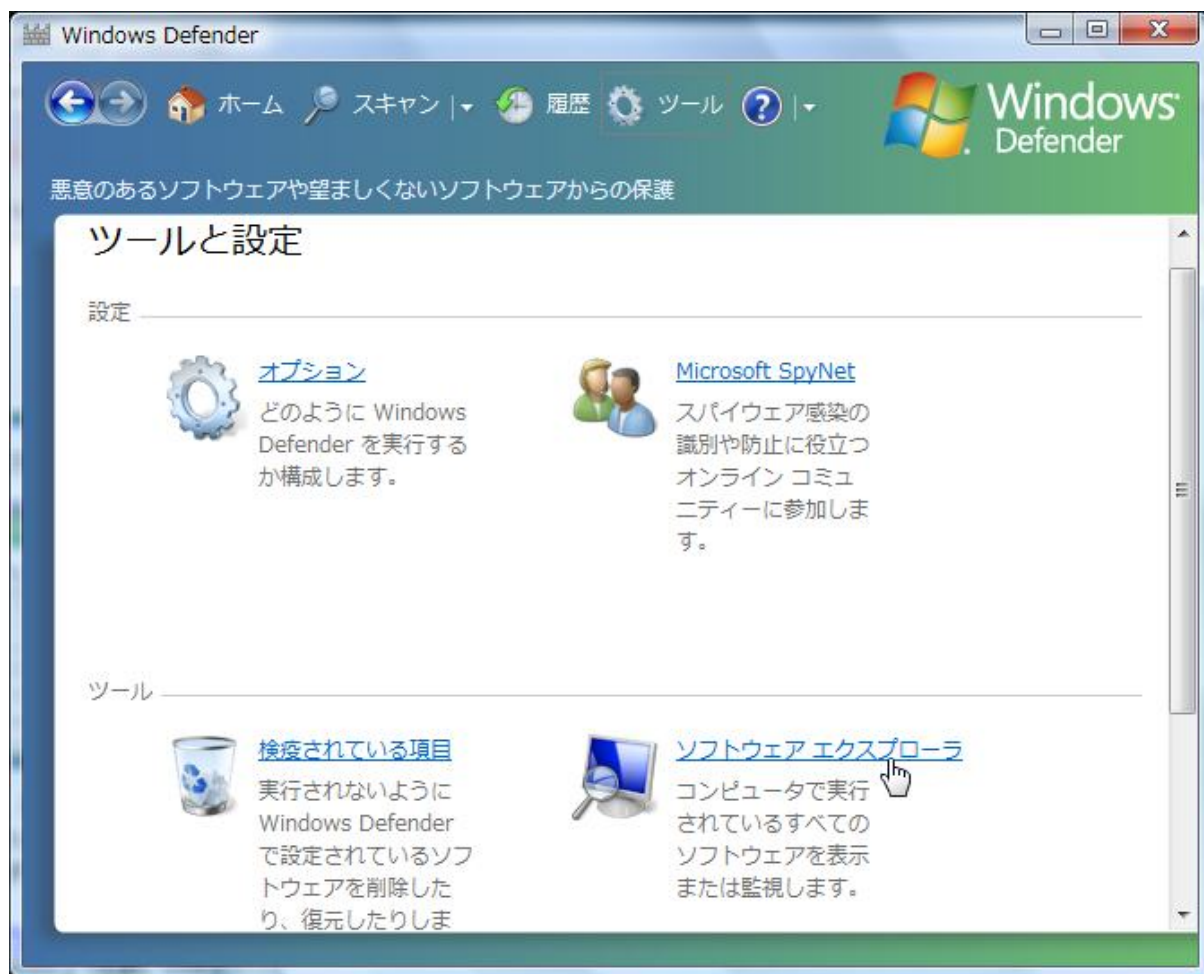 Windows Defender
ホーム スキャン 履歴 ツール ?
Windows
Defender
悪意のあるソフトウェアや望ましくないソフトウェアからの保護
ツールと設定
設定
オプション
どのように Windows
Defender を実行する
か構成します。
Microsoft SpyNet
スパイウェア感染の
識別や防止に役立つ
オンライン コミュ
ニティーに参加しま
す。
ツール
検疫されている項目
実行されないように
Windows Defender
で設定されているソフ
トウェアを削除した
り、復元したりしま
ソフトウェア エクスプローラ
コンピュータで実行
されているすべての
ソフトウェアを表示
または監視します。